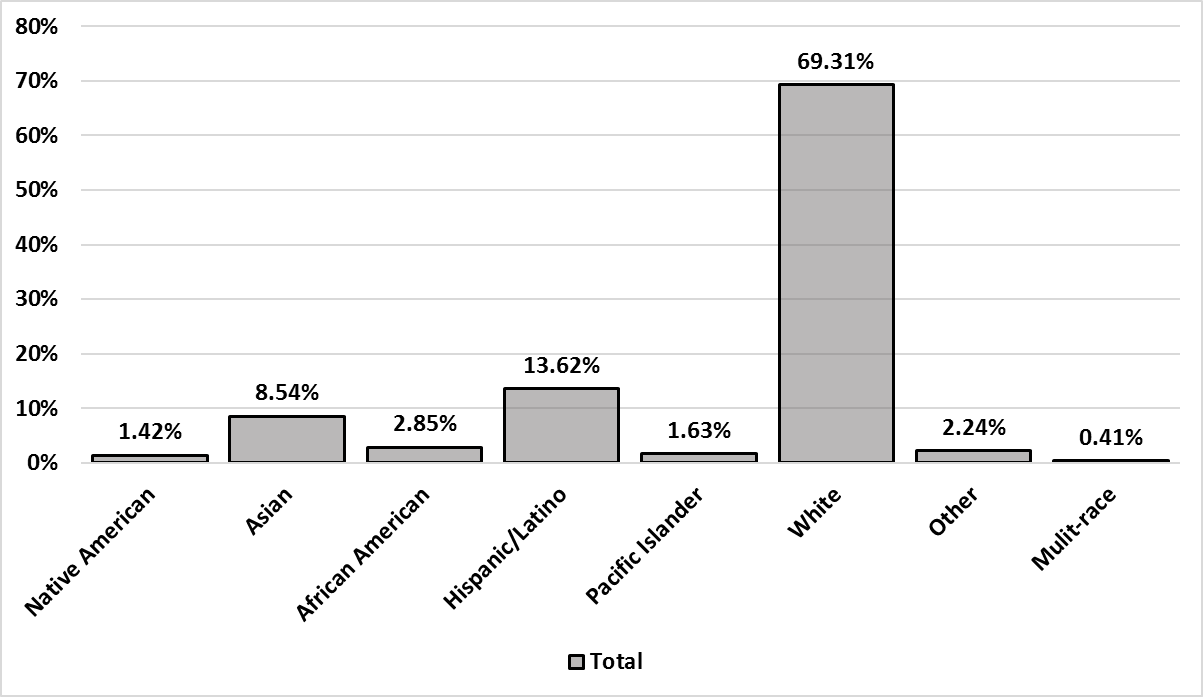 80%
70%
60%
50%
40%
30%
20%
10%
0%
1.42%
8.54%
2.85%
13.62%
1.63%
69.31%
2.24%
0.41%
Native American
Asian
African American
Hispanic/Latino
Pacific Islander
White
Other
Mulit-race
Total